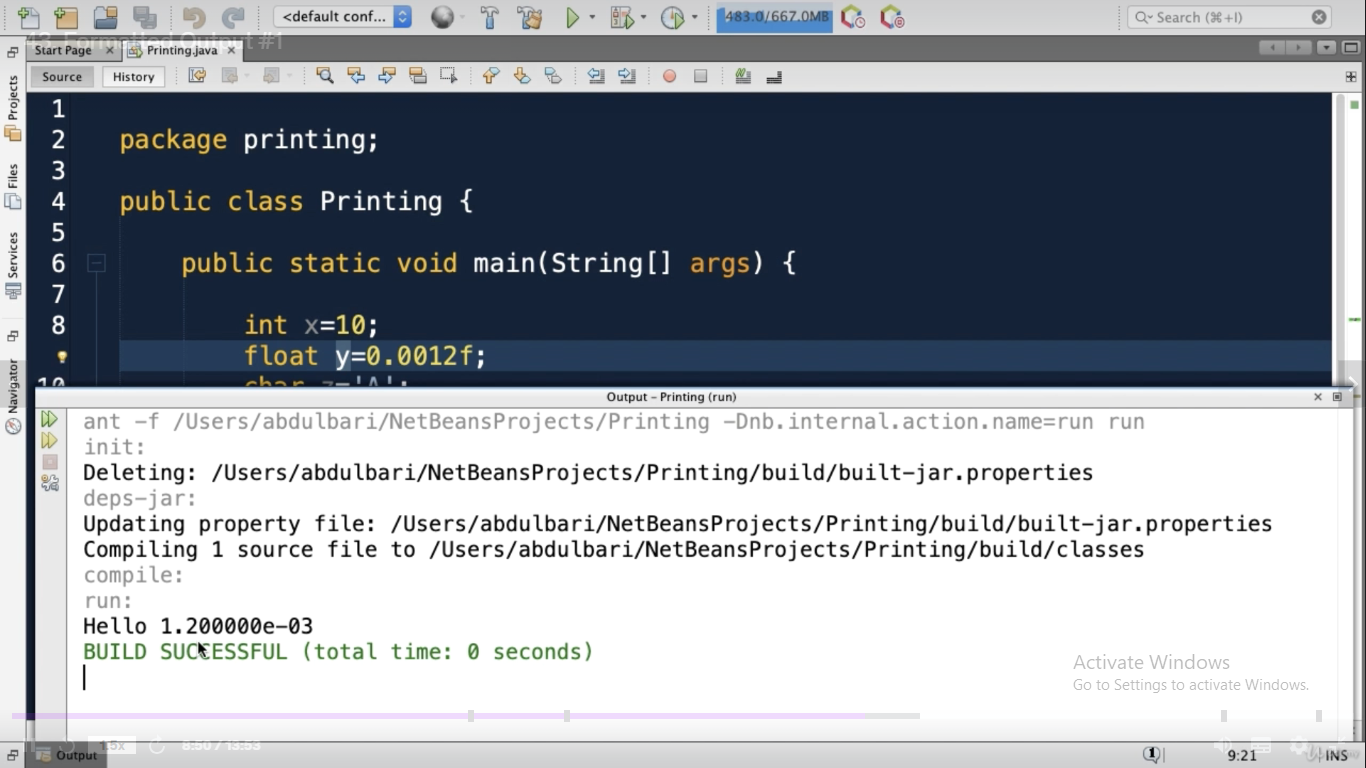 <default conf...
483.0/667.0MB
Search (⌘+I)
43. Formatted Output #1
Start Page
Printing.java
Source
History
Projects
Files
Services
Navigator
1
2 package printing;
3
4 public class Printing {
5
6 public static void main(String[] args) {
7
8 int x=10;
float y=0.0012f;
10 char z='A';
Output – Printing (run)
ant -f /Users/abdulbari/NetBeansProjects/Printing -Dnb.internal.action.name=run run
init:
Deleting: /Users/abdulbari/NetBeansProjects/Printing/build/built-jar.properties
deps-jar:
Updating property file: /Users/abdulbari/NetBeansProjects/Printing/build/built-jar.properties
Compiling 1 source file to /Users/abdulbari/NetBeansProjects/Printing/build/classes
compile:
run:
Hello 1.200000e-03
BUILD SUCCESSFUL (total time: 0 seconds)
Activate Windows
Go to Settings to activate Windows.
1.5x
8:50 / 13:53
Output
1
9:21
INS